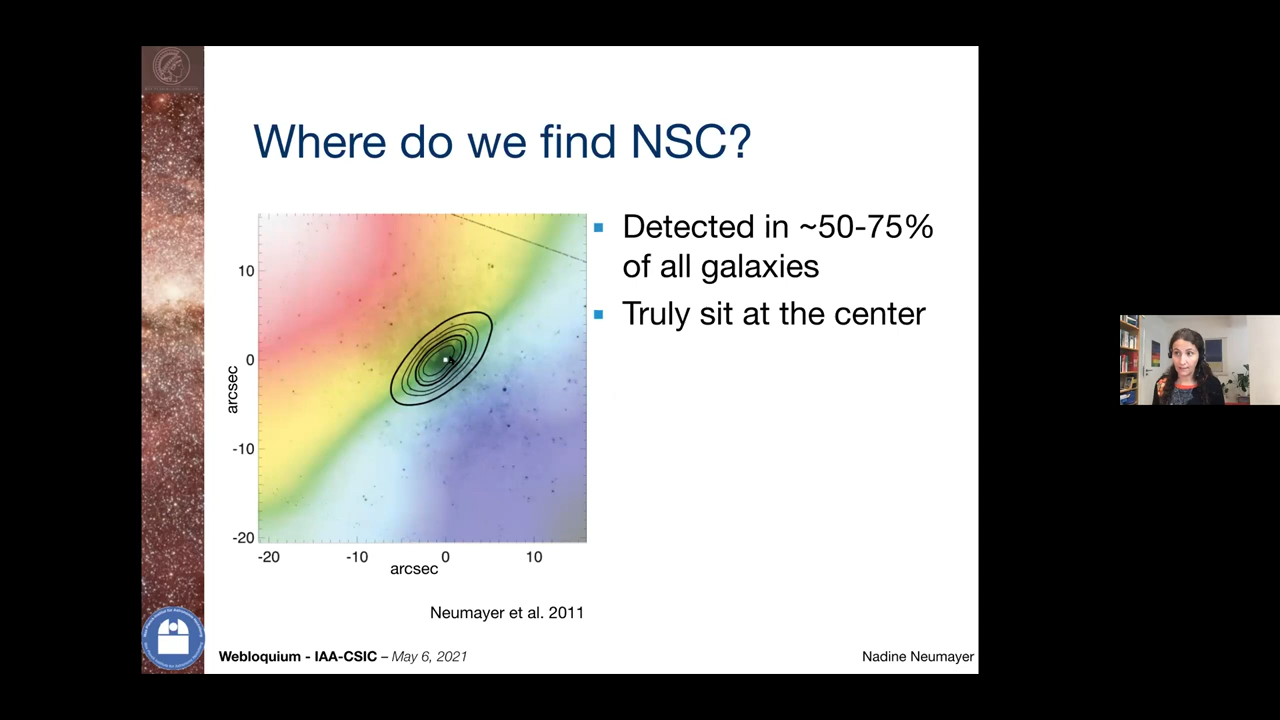 Where do we find NSC?
Detected in ~50-75%
of all galaxies
Truly sit at the center
10
0
-10
-20
arcsec
-20
-10
0
10
arcsec
Neumayer et al. 2011
Webloquium - IAA-CSIC – May 6, 2021
Nadine Neumayer